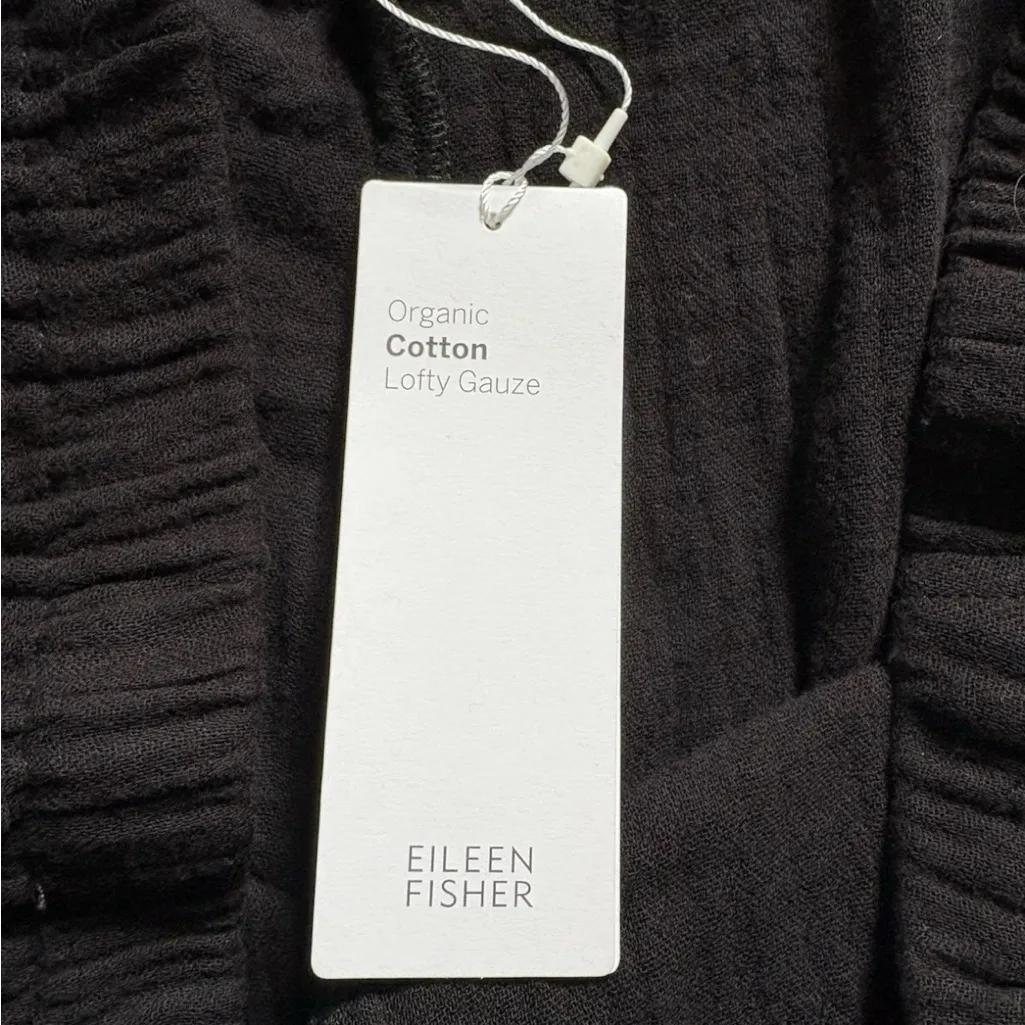 Organic
Cotton
Lofty Gauze
EILEEN
FISHER